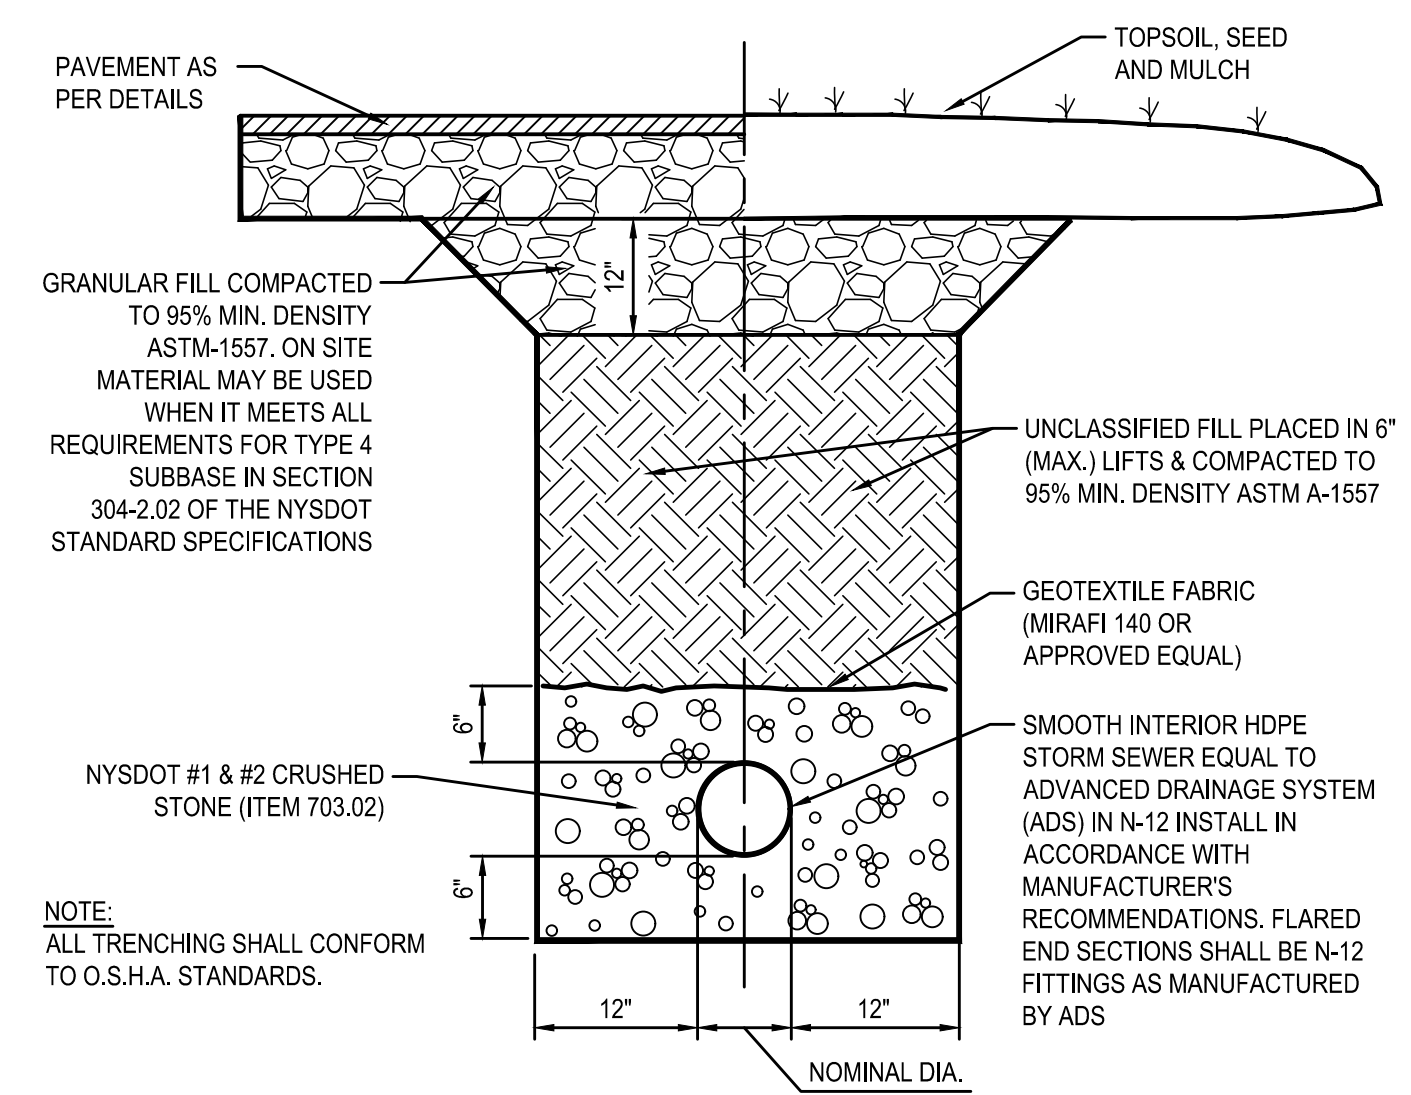 PAVEMENT AS
PER DETAILS
TOPSOIL, SEED
AND MULCH
GRANULAR FILL COMPACTED
TO 95% MIN. DENSITY
ASTM-1557. ON SITE
MATERIAL MAY BE USED
WHEN IT MEETS ALL
REQUIREMENTS FOR TYPE 4
SUBBASE IN SECTION
304-2.02 OF THE NYSDOT
STANDARD SPECIFICATIONS
12"
UNCLASSIFIED FILL PLACED IN 6"
(MAX.) LIFTS & COMPACTED TO
95% MIN. DENSITY ASTM A-1557
GEOTEXTILE FABRIC
(MIRAFI 140 OR
APPROVED EQUAL)
6"
NYSDOT #1 & #2 CRUSHED
STONE (ITEM 703.02)
6"
SMOOTH INTERIOR HDPE
STORM SEWER EQUAL TO
ADVANCED DRAINAGE SYSTEM
(ADS) IN N-12 INSTALL IN
ACCORDANCE WITH
MANUFACTURER'S
RECOMMENDATIONS. FLARED
END SECTIONS SHALL BE N-12
FITTINGS AS MANUFACTURED
BY ADS
NOTE:
ALL TRENCHING SHALL CONFORM
TO O.S.H.A. STANDARDS.
12"
12"
NOMINAL DIA.